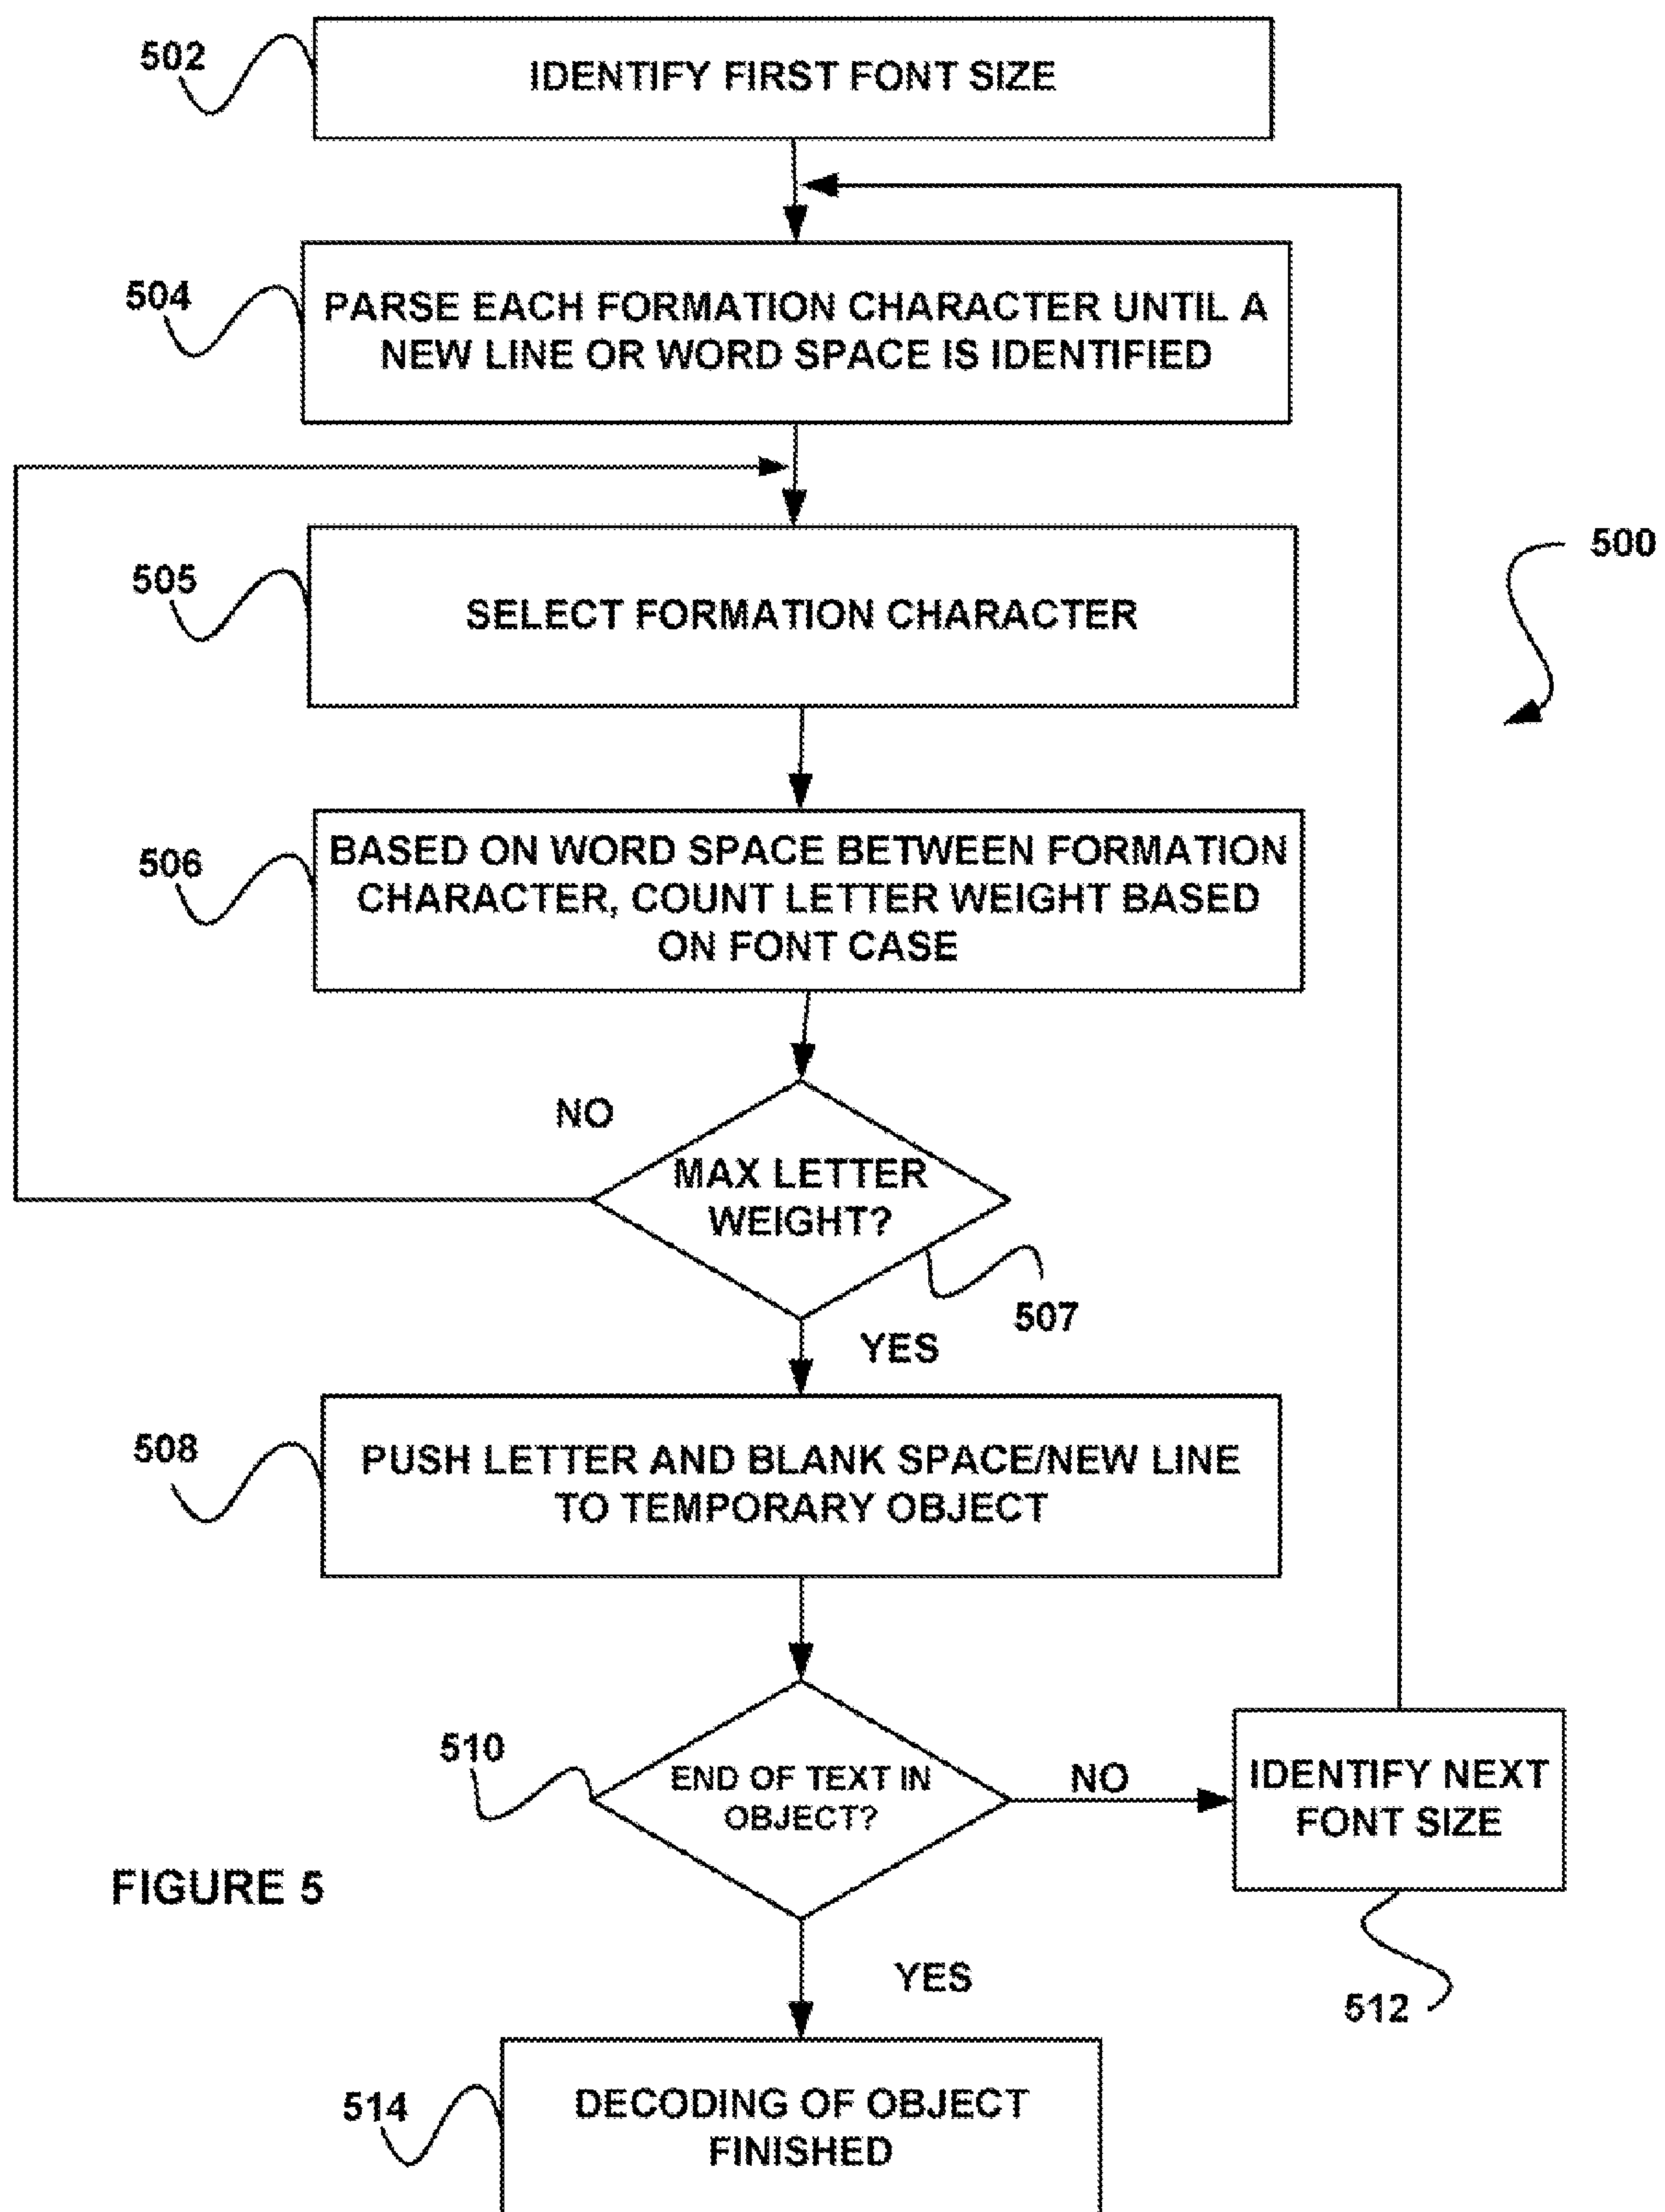 502
IDENTIFY FIRST FONT SIZE
504
PARSE EACH FORMATION CHARACTER UNTIL A
NEW LINE OR WORD SPACE IS IDENTIFIED
500
505
SELECT FORMATION CHARACTER
506
BASED ON WORD SPACE BETWEEN FORMATION
CHARACTER, COUNT LETTER WEIGHT BASED
ON FONT CASE
NO
MAX LETTER
WEIGHT?
507
YES
508
PUSH LETTER AND BLANK SPACE/NEW LINE
TO TEMPORARY OBJECT
510
END OF TEXT IN
OBJECT?
NO
IDENTIFY NEXT
FONT SIZE
FIGURE 5
YES
512
514
DECODING OF OBJECT
FINISHED